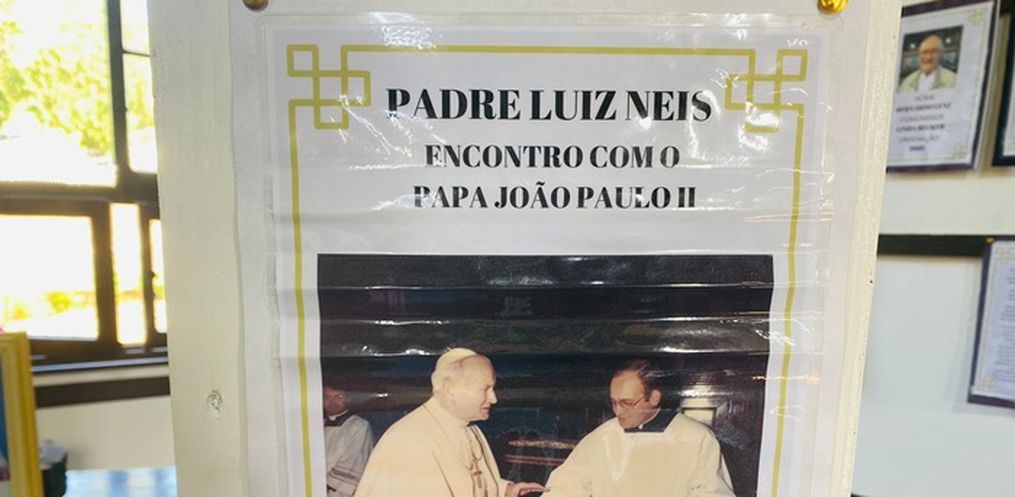 PADRE LUIZ NEIS
ENCONTRO COM O
PAPA JOÃO PAULO II